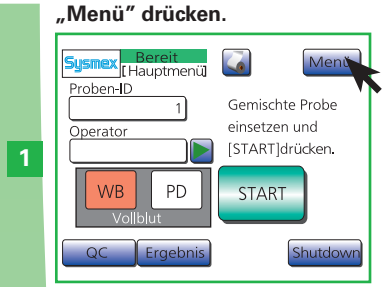 „Menü” drücken.
Sysmex Bereit
[Hauptmenü]
Menü
Proben-ID
1
Gemischte Probe
einsetzen und
[START]drücken.
Operator
1
WB PD
START
Vollblut
QC Ergebnis Shutdown